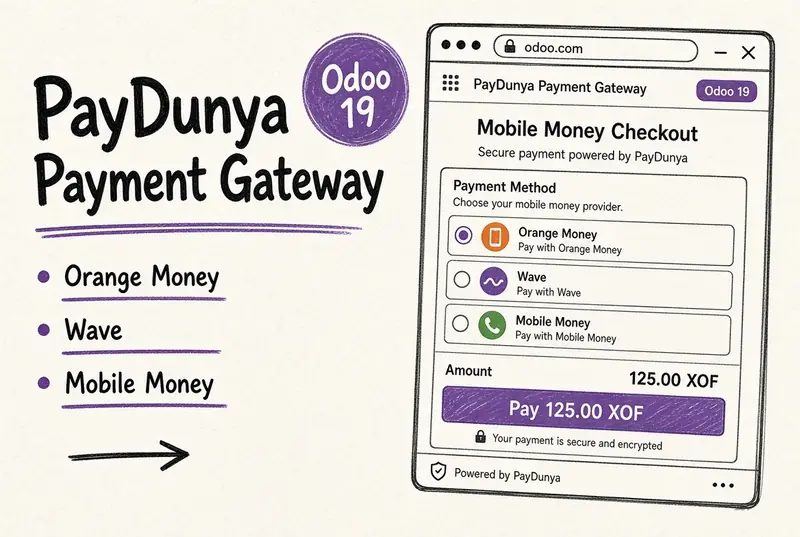 PayDunya
Payment Gateway
Odoo
19
Orange Money
Wave
Mobile Money
odoo.com
PayDunya Payment Gateway
Odoo 19
Mobile Money Checkout
Secure payment powered by PayDunya
Payment Method
Choose your mobile money provider.
Orange Money
Pay with Orange Money
Wave
Pay with Wave
Mobile Money
Pay with Mobile Money
Amount 125.00 XOF
Pay 125.00 XOF
Your payment is secure and encrypted
Powered by PayDunya